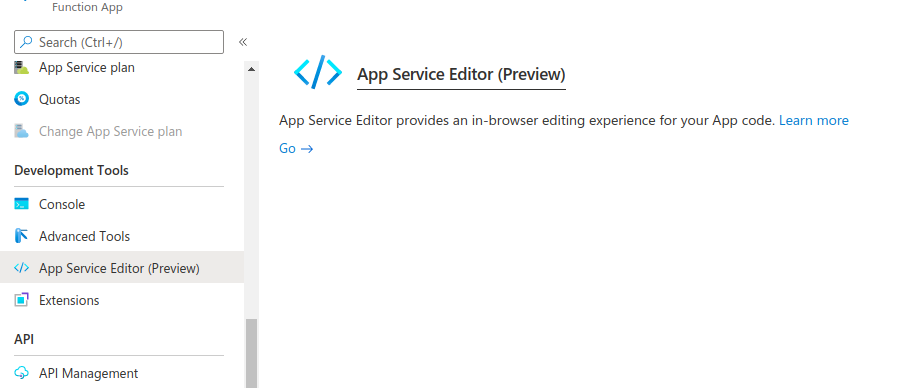 Function App
Search (Ctrl+/)
«
App Service plan
Quotas
Change App Service plan
Development Tools
Console
Advanced Tools
App Service Editor (Preview)
Extensions
API
API Management
App Service Editor (Preview)
App Service Editor provides an in-browser editing experience for your App code. Learn more
Go →